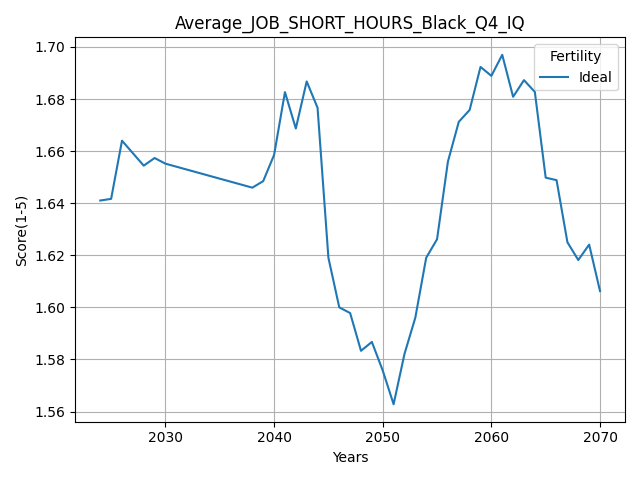 Average_JOB_SHORT_HOURS_Black_Q4_IQ
Fertility
Ideal
Score(1-5)
1.70
1.68
1.66
1.64
1.62
1.60
1.58
1.56
2030 2040 2050 2060 2070
Years